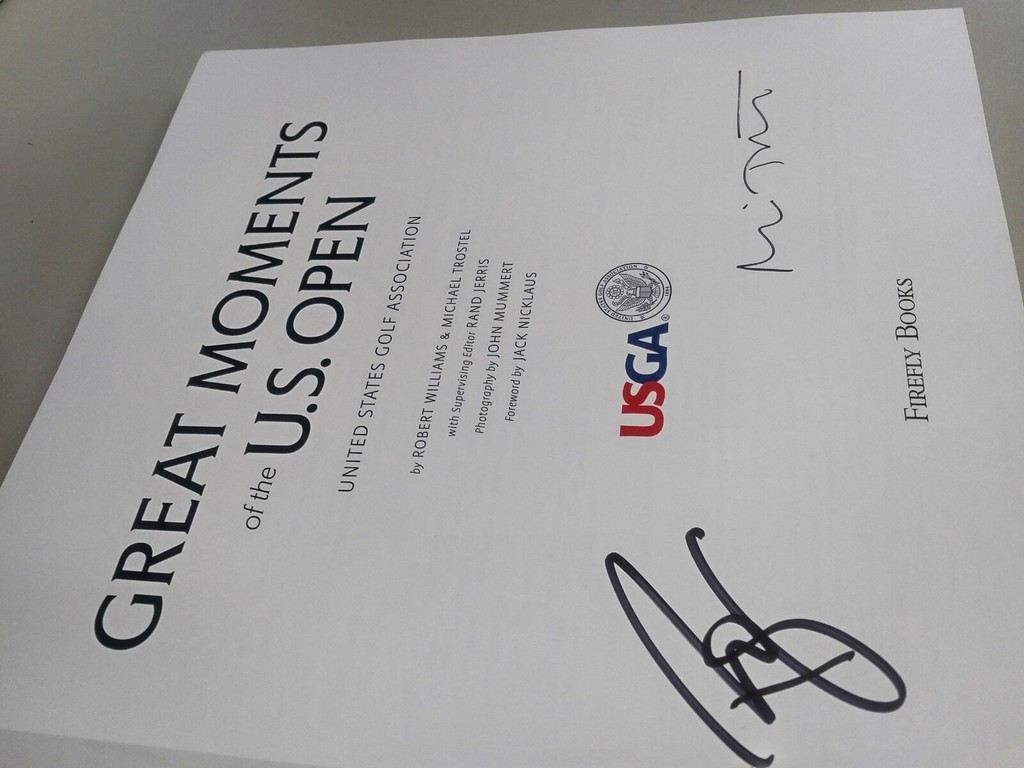 GREAT MOMENTS
of the U.S. OPEN
UNITED STATES GOLF ASSOCIATION
by ROBERT WILLIAMS & MICHAEL TROSTEL
with Supervising Editor RAND JERRIS
Photography by JOHN MUMMERT
Foreword by JACK NICKLAUS
USGA®
FIREFLY BOOKS